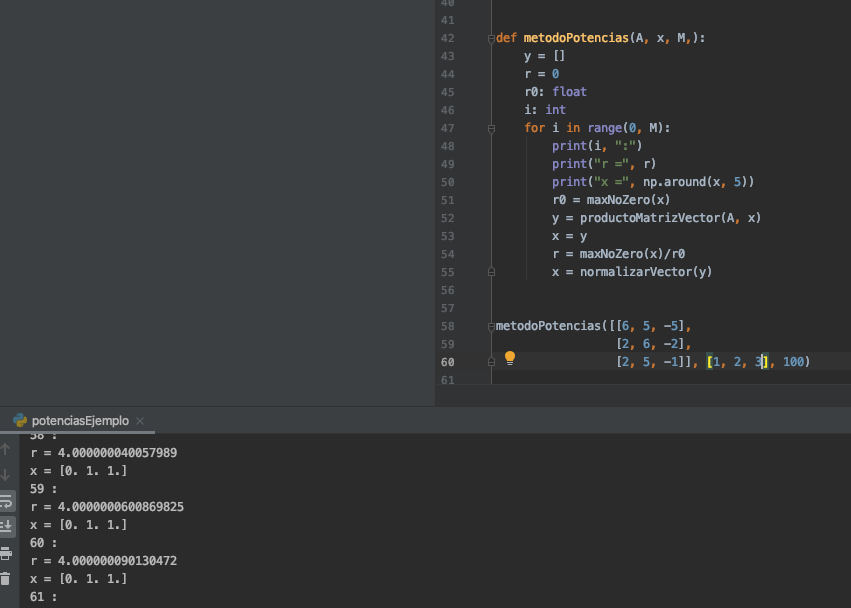 40
41
42 def metodoPotencias(A, x, M,):
43 y = []
44 r = 0
45 r0: float
46 i: int
47 for i in range(0, M):
48 print(i, ":")
49 print("r =", r)
50 print("x =", np.around(x, 5))
51 r0 = maxNoZero(x)
52 y = productoMatrizVector(A, x)
53 x = y
54 r = maxNoZero(x)/r0
55 x = normalizarVector(y)
56
57
58 metodoPotencias([[6, 5, -5],
59 [2, 6, -2],
60 [2, 5, -1]], [1, 2, 3], 100)
61
potenciasEjemplo ×
58 :
r = 4.000000040057989
x = [0. 1. 1.]
59 :
r = 4.0000000600869825
x = [0. 1. 1.]
60 :
r = 4.000000090130472
x = [0. 1. 1.]
61 :